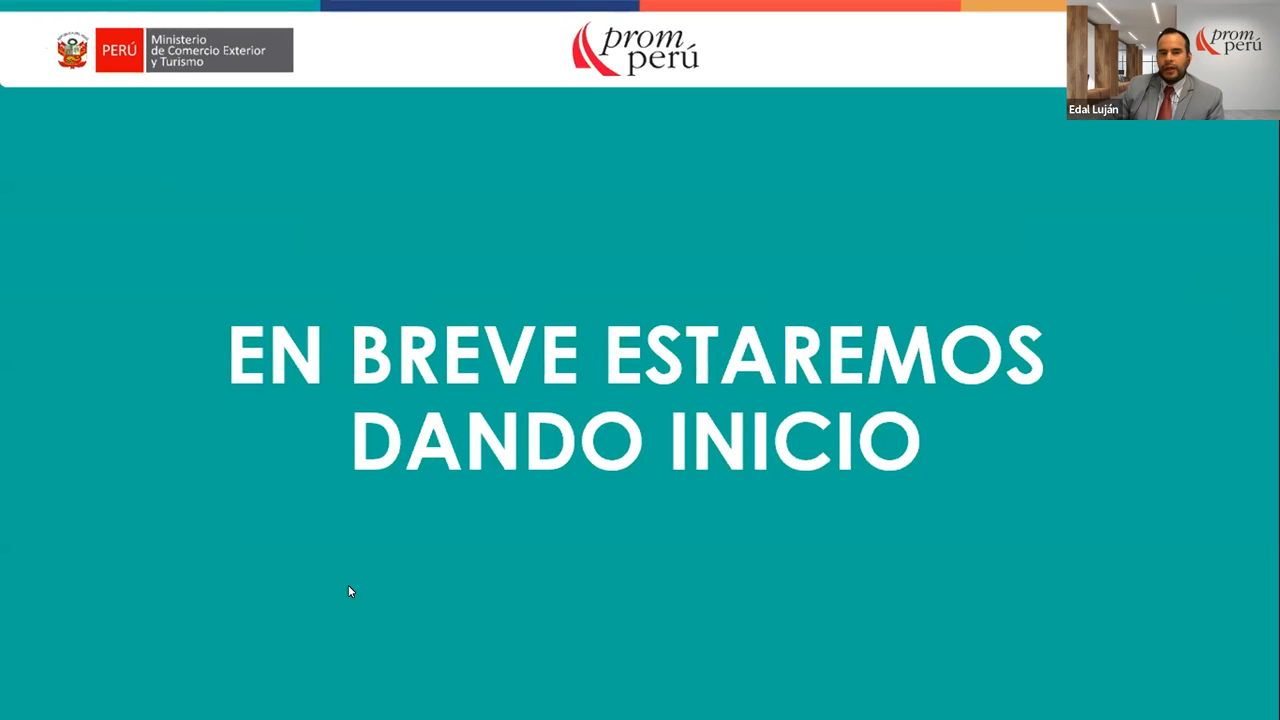 PERÚ
Ministerio
de Comercio Exterior
y Turismo
prom
perú
prom
perú
Edal Luján
EN BREVE ESTAREMOS
DANDO INICIO